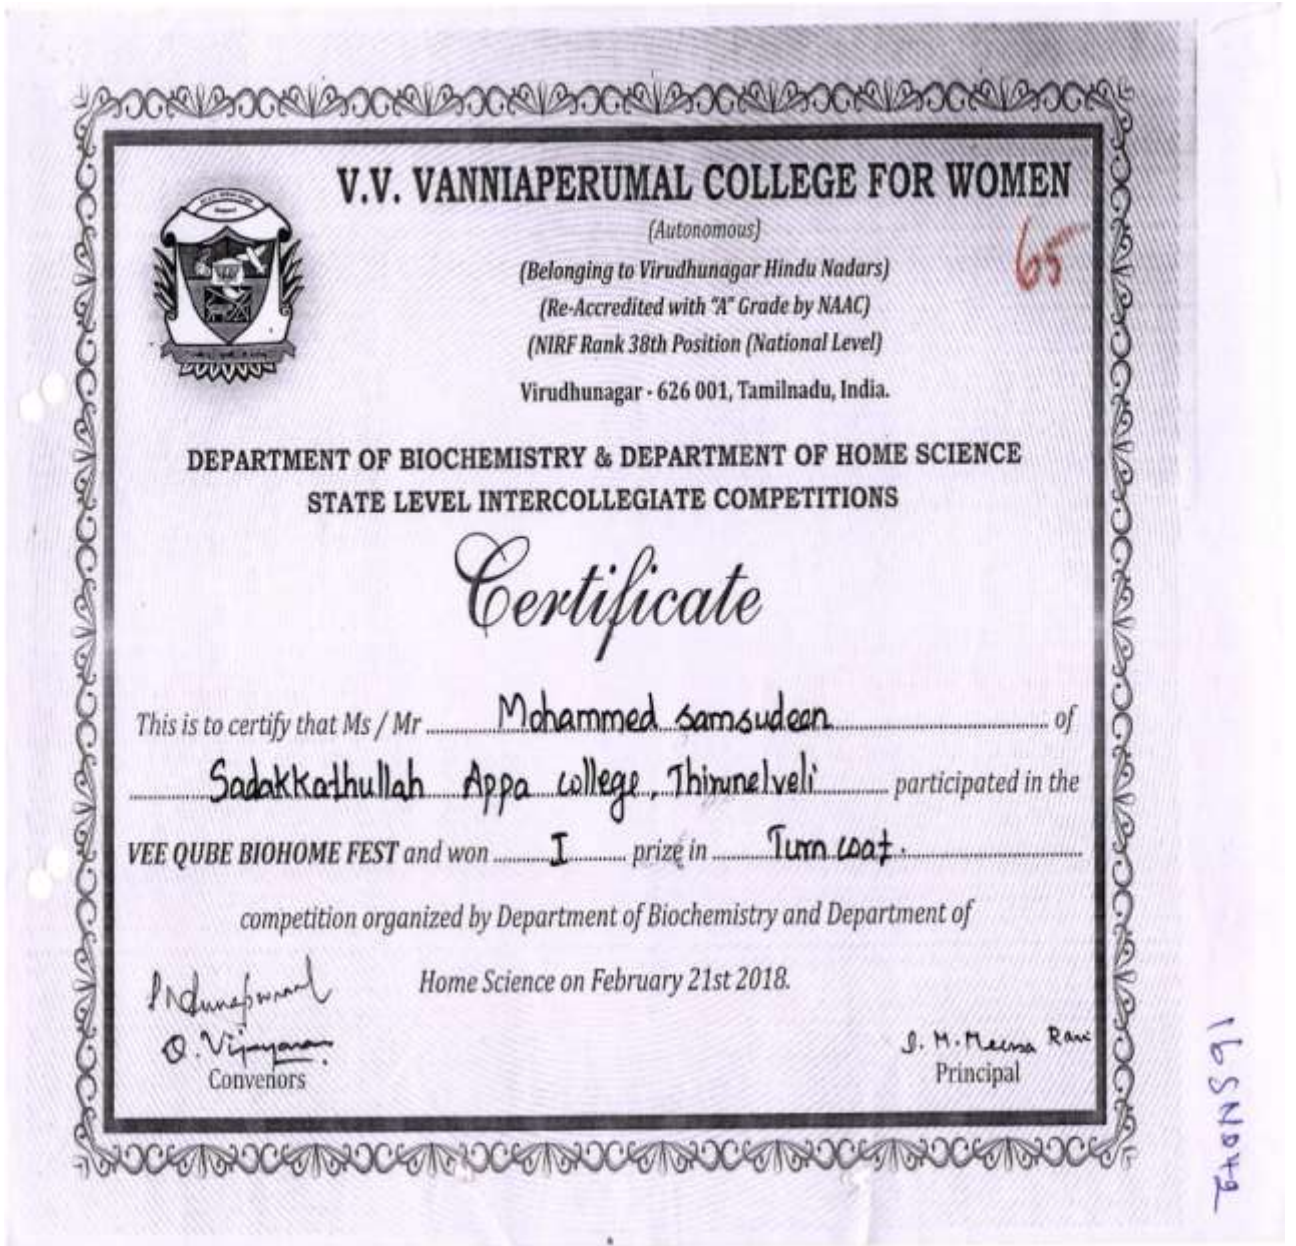 V.V. VANNIAPERUMAL COLLEGE FOR WOMEN
(Autonomous)
65
(Belonging to Virudhunagar Hindu Nadars)
(Re-Accredited with "A" Grade by NAAC)
(NIRF Rank 38th Position (National Level)
Virudhunagar - 626 001, Tamilnadu, India.
DEPARTMENT OF BIOCHEMISTRY & DEPARTMENT OF HOME SCIENCE
STATE LEVEL INTERCOLLEGIATE COMPETITIONS
Certificate
This is to certify that Ms / Mr Mohammed samsudeen of
Sadakkathullah Appa college, Thirunelveli participated in the
VEE QUBE BIOHOME FEST and won I prize in Turn coat.
competition organized by Department of Biochemistry and Department of
Home Science on February 21st 2018.
Convenors
Principal